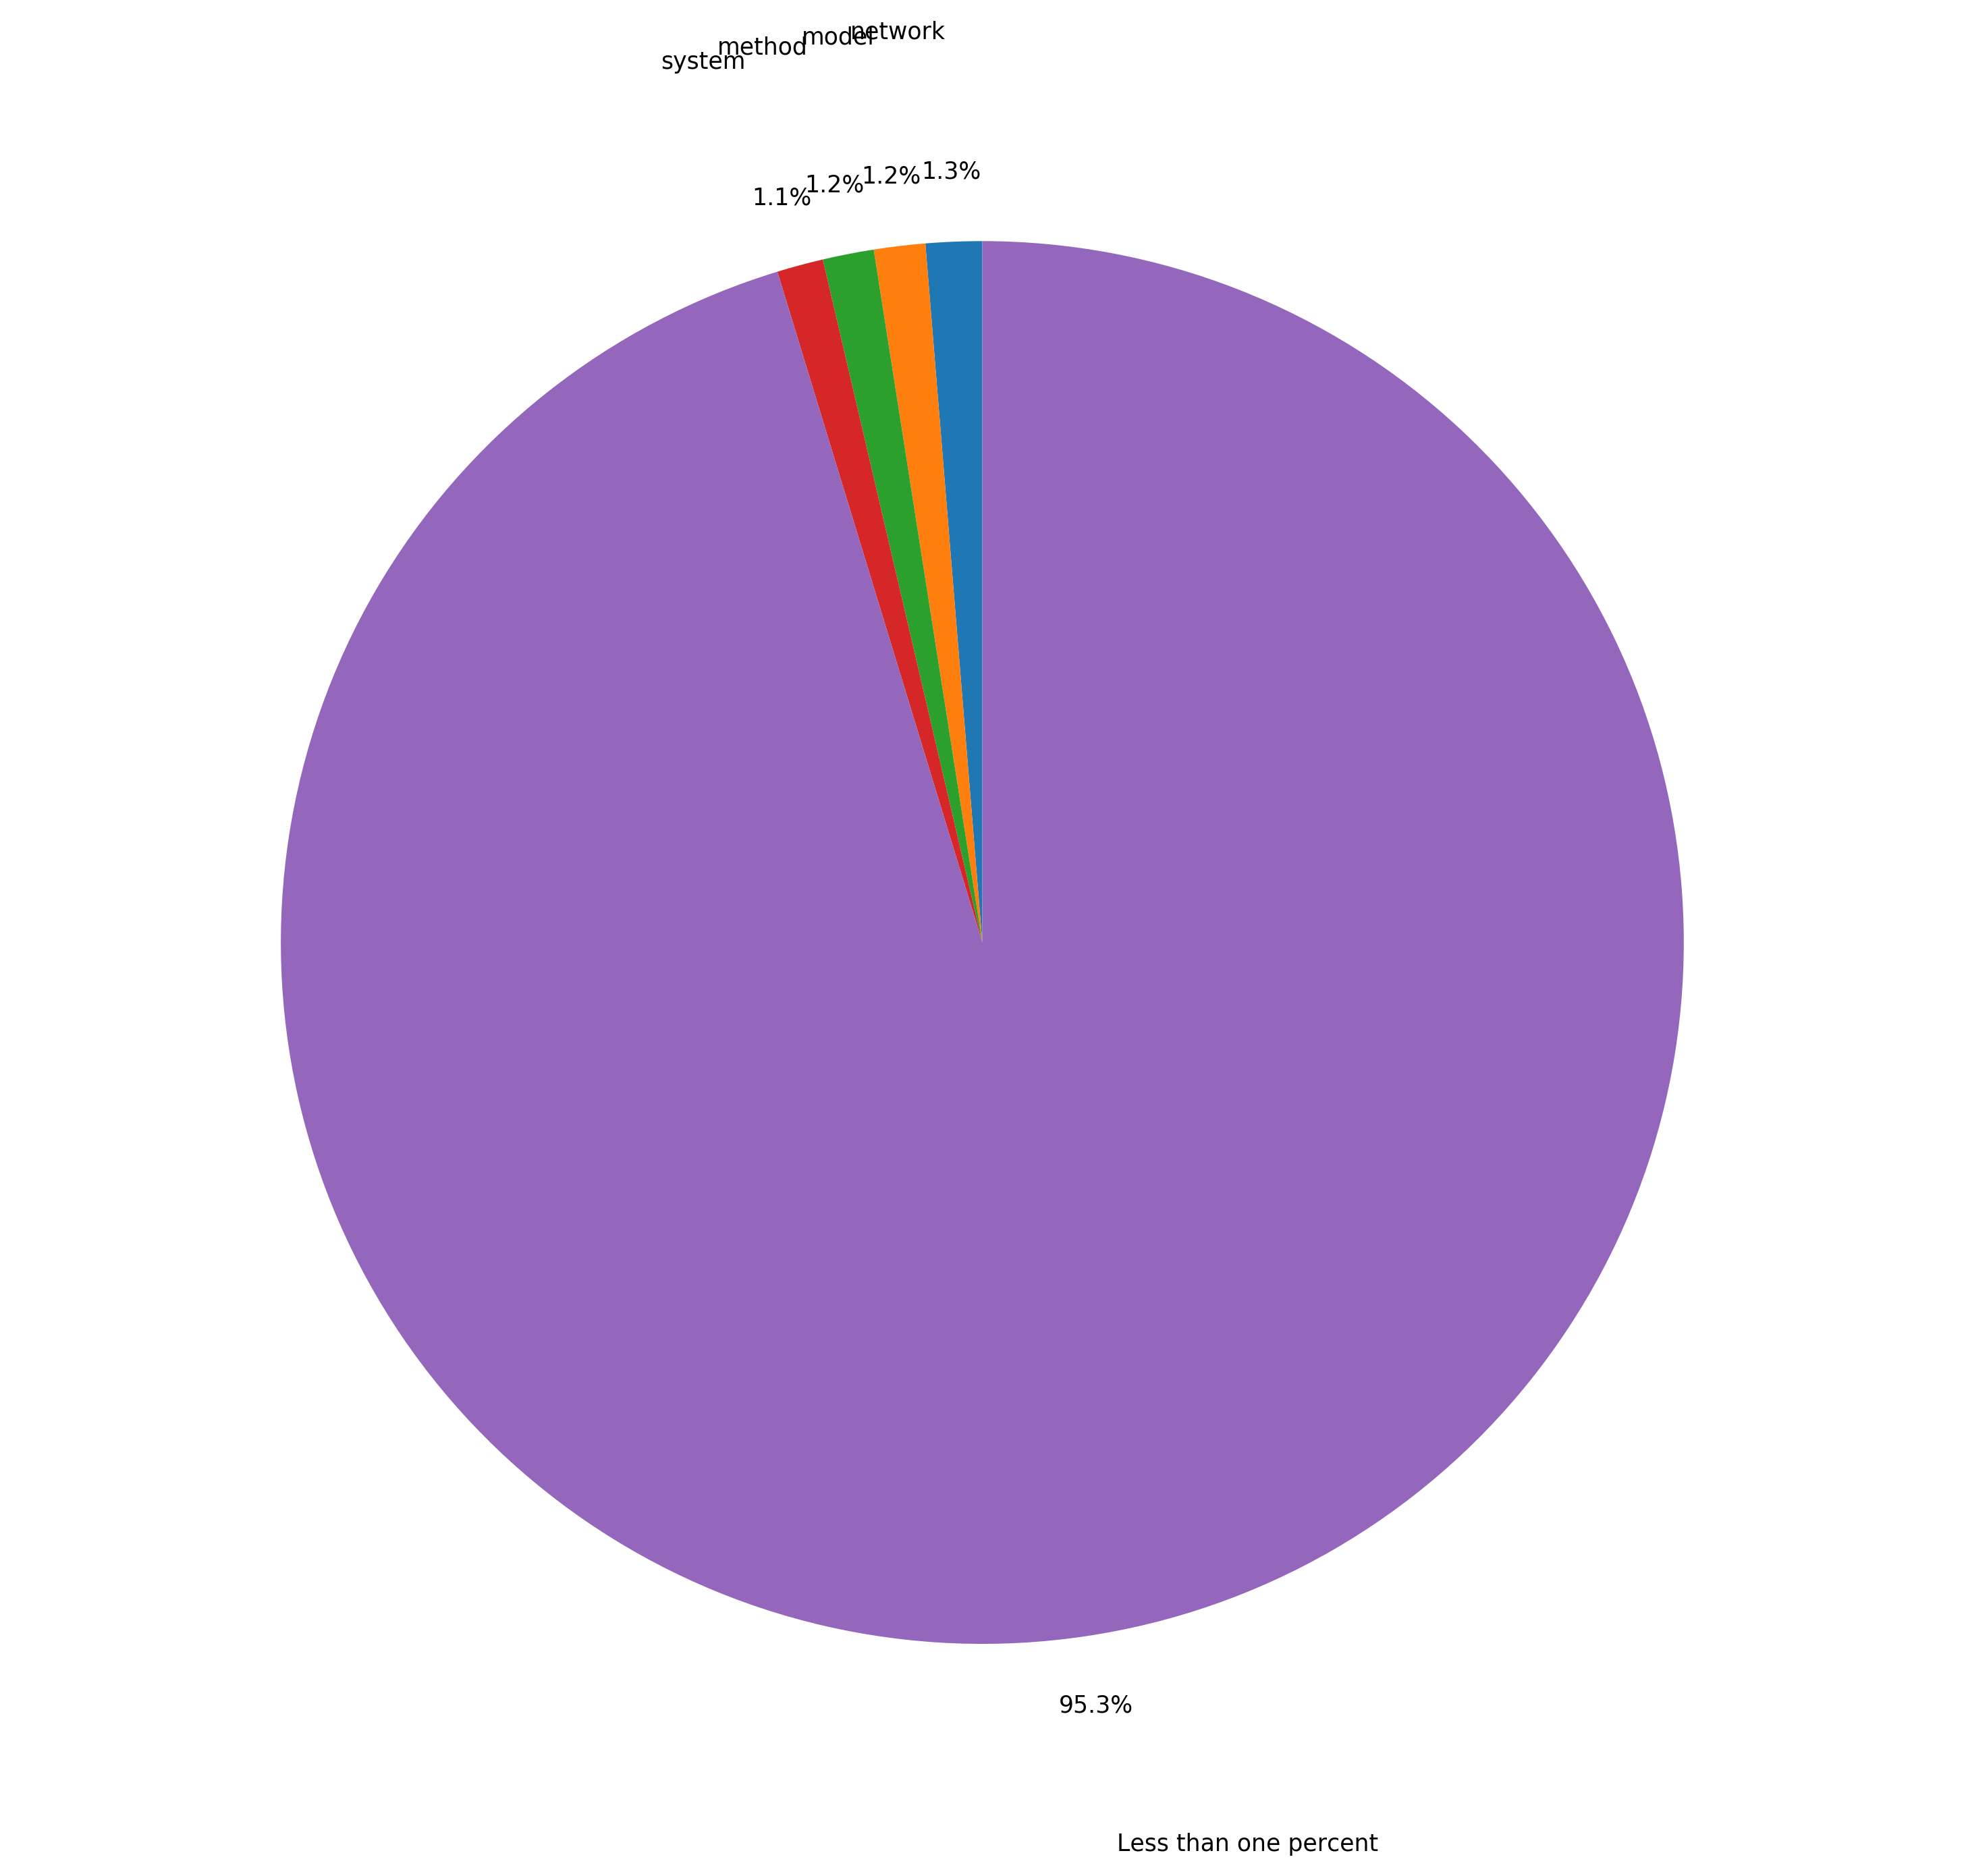 network
model
method
system
1.3%
1.2%
1.2%
1.1%
95.3%
Less than one percent